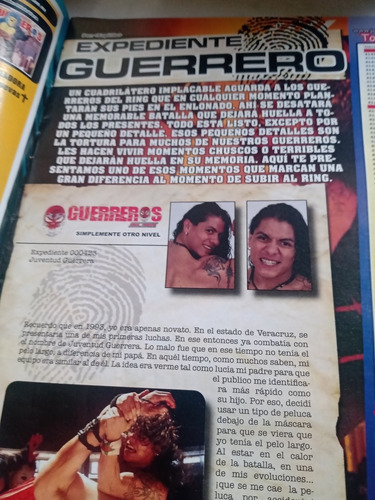 EXPEDIENTE
GUERRERO
UN CUADRILÁTERO IMPLACABLE AGUARDA A LOS GUE-
RREROS DEL RING QUE EN CUALQUIER MOMENTO PLAN-
TARÁN SUS PIES EN EL ENLONADO, AHÍ SE DESATARÁ
UNA MEMORABLE BATALLA QUE DEJARÁ HUELLA A TO-
DOS LOS PRESENTES. TODO ESTÁ LISTO, EXCEPTO POR
UN PEQUEÑO DETALLE. ESOS PEQUEÑOS DETALLES SON
LA TORTURA PARA MUCHOS DE NUESTROS GUERREROS.
LES HACEN VIVIR MOMENTOS CHUSCOS O TERRIBLES
QUE DEJARÁN HUELLA EN SU MEMORIA. AQUÍ TE PRE-
SENTAMOS UNO DE ESOS MOMENTOS QUE MARCAN UNA
GRAN DIFERENCIA AL MOMENTO DE SUBIR AL RING.
GUERREROS
SIMPLEMENTE OTRO NIVEL
Expediente 000423
Juventud Guerrera
Recuerdo que en 1993, yo era apenas novato. En el estado de Veracruz, se
presentaría una de mis primeras luchas. En ese entonces ya combatía con
el nombre de Juventud Guerrera. Lo malo fue que en ese tiempo no tenía el
pelo largo, a diferencia de mi papá. En aquél tiempo, como muchos saben, mi
equipo era similar al de él. La idea era verme tal como lucía mi padre para que
el publico me identifica-
ra más rápido como
su hijo. Por eso, decidí
usar un tipo de peluca
debajo de la máscara
para que se viera que
yo tenía el pelo largo.
Al estar en el calor
de la batalla, en una
de mis evoluciones...
¡que se me cae la